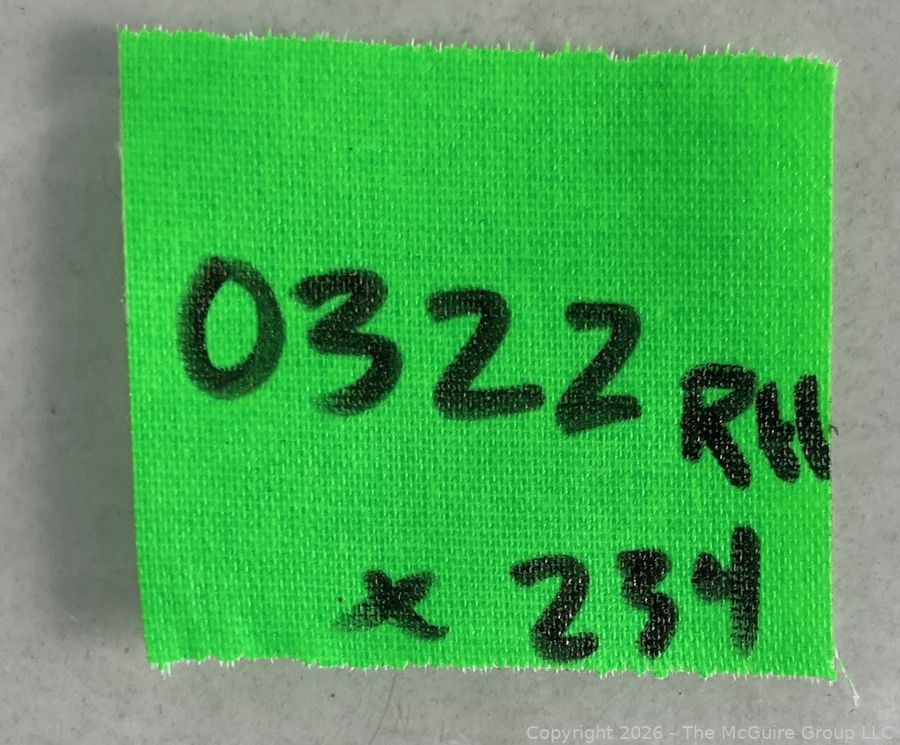 0322 RH
x 234
Copyright 2026 - The McGuire Group LLC